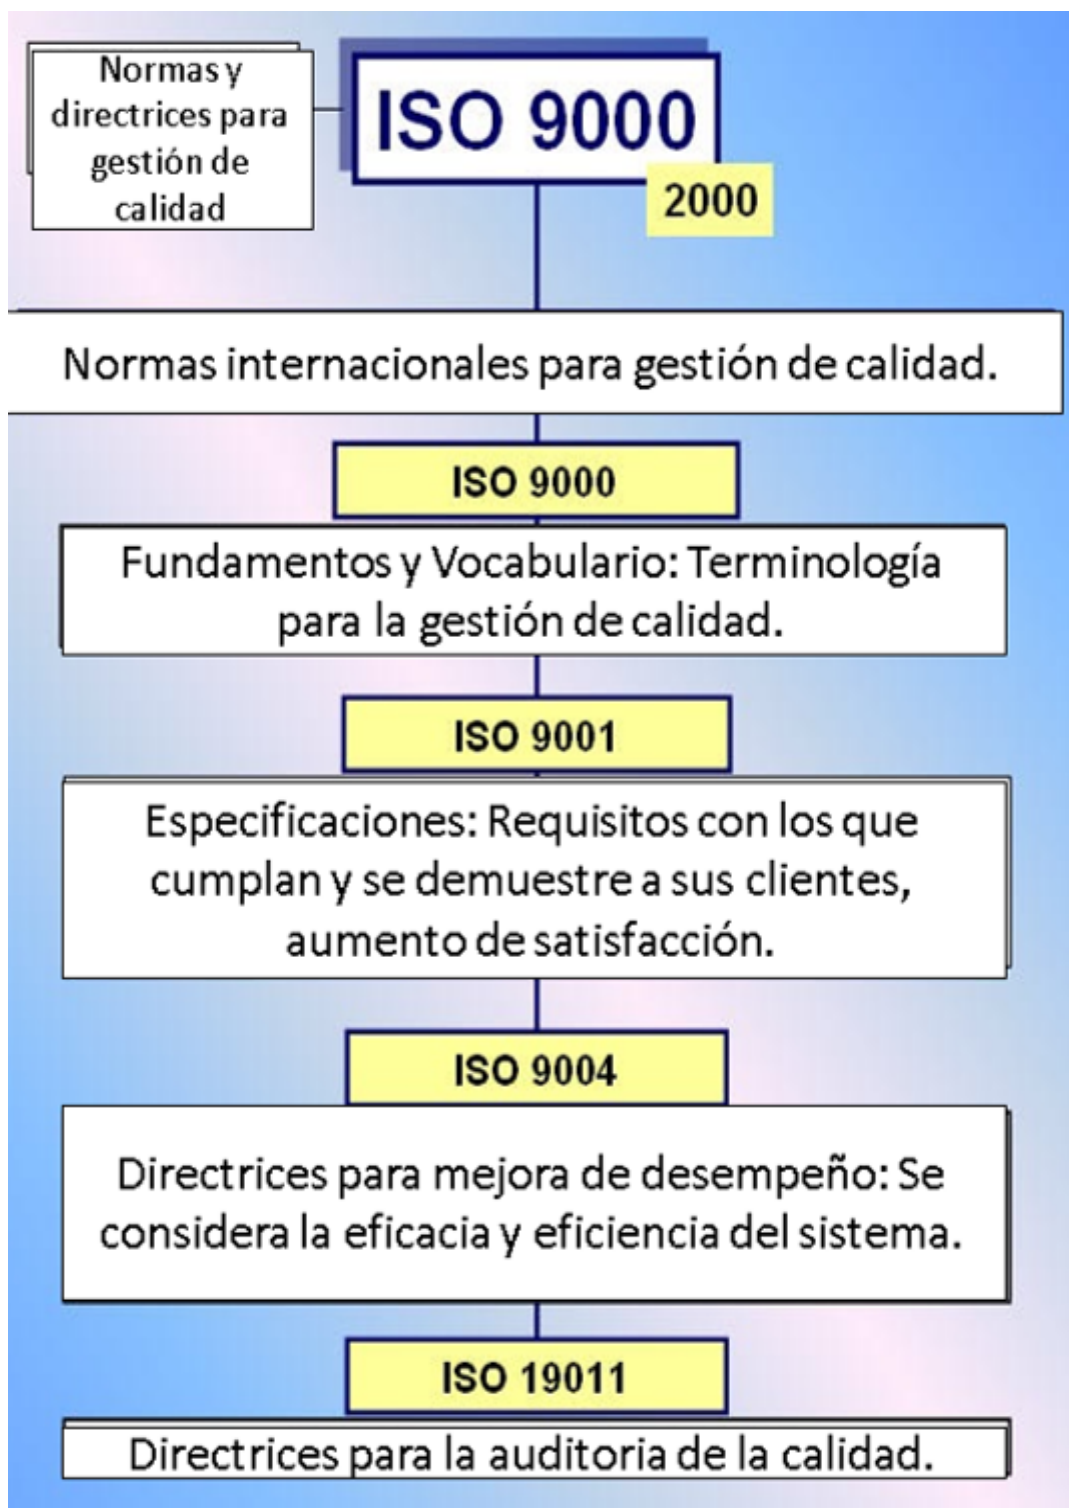 Normas y
directrices para
gestión de
calidad
ISO 9000
2000
Normas internacionales para gestión de calidad.
ISO 9000
Fundamentos y Vocabulario: Terminología
para la gestión de calidad.
ISO 9001
Especificaciones: Requisitos con los que
cumplan y se demuestre a sus clientes,
aumento de satisfacción.
ISO 9004
Directrices para mejora de desempeño: Se
considera la eficacia y eficiencia del sistema.
ISO 19011
Directrices para la auditoria de la calidad.